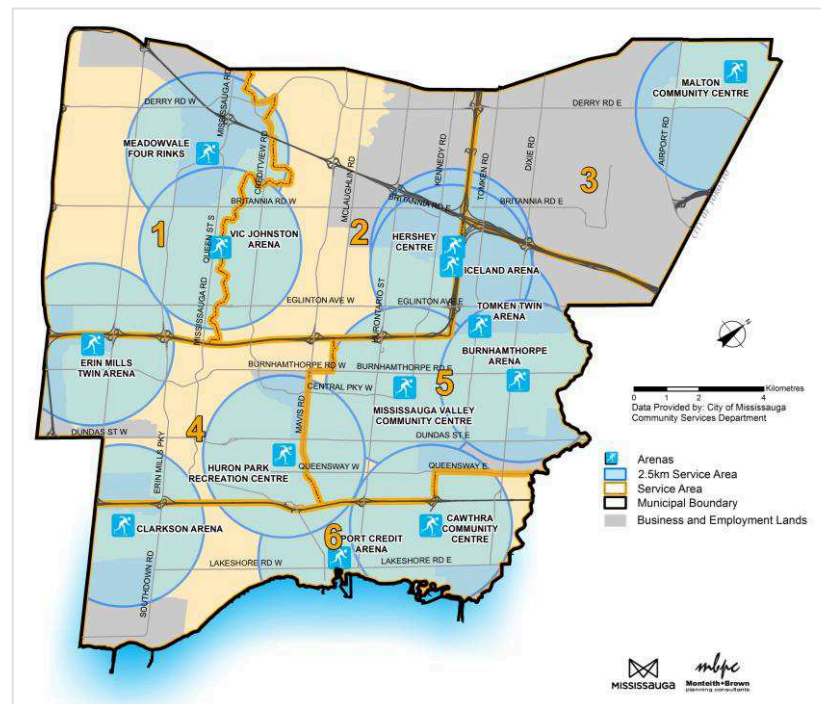 MALTON
COMMUNITY CENTRE
DERRY RD W
MISSISSAUGA RD
DERRY RD E
MEADOWVALE
FOUR RINKS
CREDITVIEW RD
MCLAUGHLIN RD
KENNEDY RD
TOMKEN RD
DIXIE RD
AIRPORT RD
3
BRITANNIA RD W
BRITANNIA RD E
BRITANNIA RD E
1
QUEEN ST S
VIC JOHNSTON
ARENA
2
HERSHEY
CENTRE
ICELAND ARENA
HURONTARIO ST
MISSISSAUGA RD
EGLINTON AVE W
EGLINTON AVE E
TOMKEN TWIN
ARENA
N
ERIN MILLS
TWIN ARENA
BURNHAMTHORPE RD W
BURNHAMTHORPE RD E
BURNHAMTHORPE
ARENA
CENTRAL PKY W
5
MISSISSAUGA VALLEY
COMMUNITY CENTRE
MAVIS RD
0 1 2 4
Kilometres
Data Provided by: City of Mississauga
Community Services Department
DUNDAS ST W
4
DUNDAS ST E
ERIN MILLS PKY
HURON PARK
RECREATION CENTRE
QUEENSWAY W
QUEENSWAY E
Arenas
2.5km Service Area
Service Area
Municipal Boundary
Business and Employment Lands
CLARKSON ARENA
CAWTHRA
COMMUNITY
CENTRE
6
PORT CREDIT
ARENA
SOUTHDOWN RD
LAKESHORE RD W
LAKESHORE RD E
MISSISSAUGA
mbpc
Monteith Brown
planning consultants